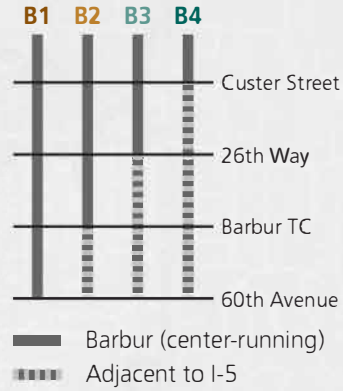 B1 B2 B3 B4
Custer Street
26th Way
Barbur TC
60th Avenue
Barbur (center-running)
Adjacent to I-5